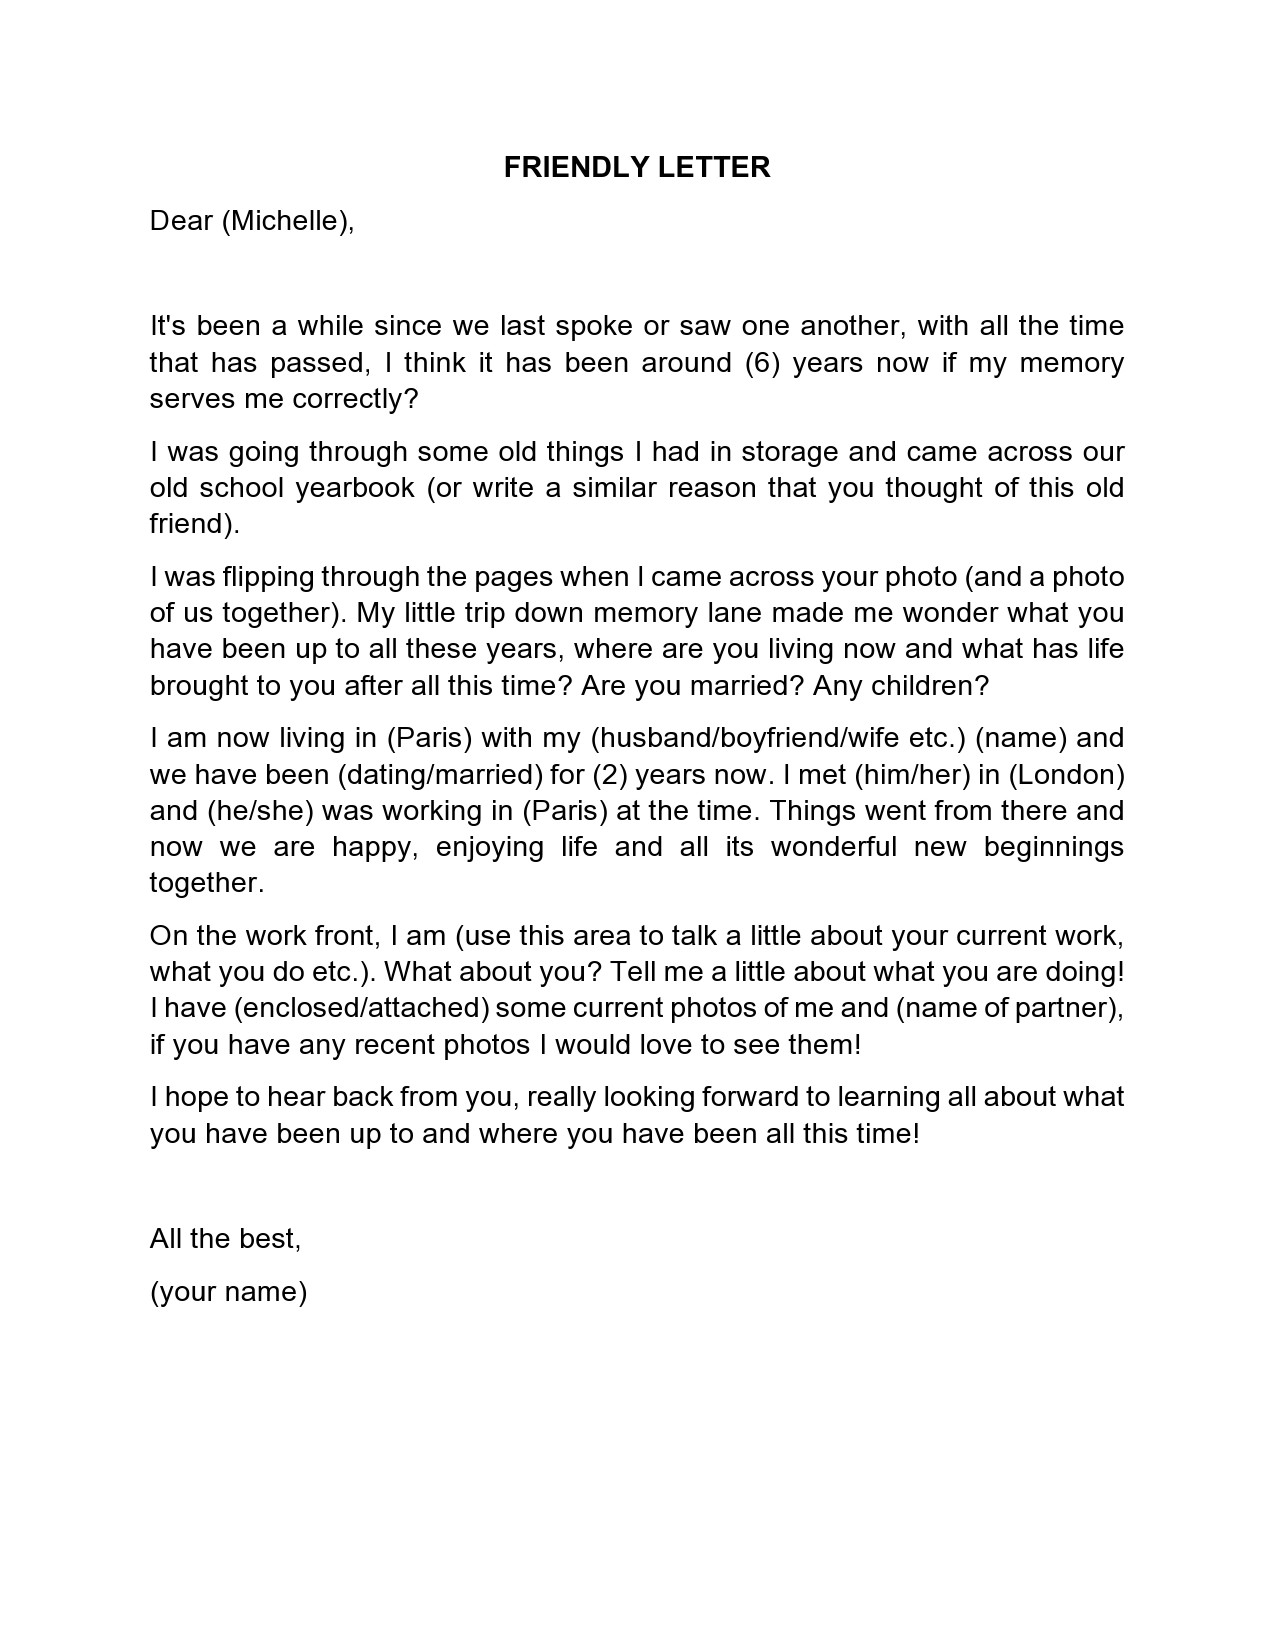 FRIENDLY LETTER
Dear (Michelle),
It's been a while since we last spoke or saw one another, with all the time
that has passed, I think it has been around (6) years now if my memory
serves me correctly?
I was going through some old things I had in storage and came across our
old school yearbook (or write a similar reason that you thought of this old
friend).
I was flipping through the pages when I came across your photo (and a photo
of us together). My little trip down memory lane made me wonder what you
have been up to all these years, where are you living now and what has life
brought to you after all this time? Are you married? Any children?
I am now living in (Paris) with my (husband/boyfriend/wife etc.) (name) and
we have been (dating/married) for (2) years now. I met (him/her) in (London)
and (he/she) was working in (Paris) at the time. Things went from there and
now we are happy, enjoying life and all its wonderful new beginnings
together.
On the work front, I am (use this area to talk a little about your current work,
what you do etc.). What about you? Tell me a little about what you are doing!
I have (enclosed/attached) some current photos of me and (name of partner),
if you have any recent photos I would love to see them!
I hope to hear back from you, really looking forward to learning all about what
you have been up to and where you have been all this time!
All the best,
(your name)